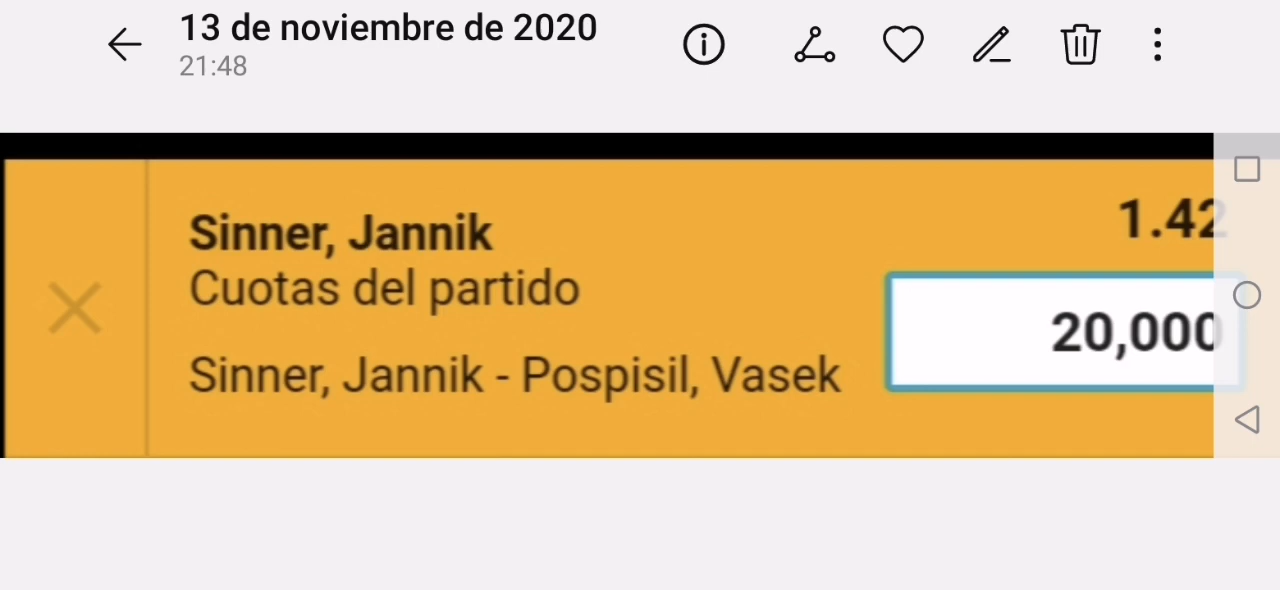 13 de noviembre de 2020
21:48
Sinner, Jannik
1.42
Cuotas del partido
20,000
Sinner, Jannik - Pospisil, Vasek